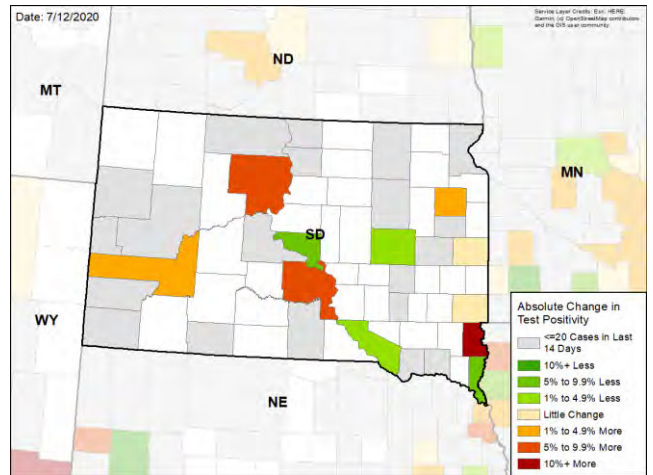 Date: 7/12/2020
Service Layer Credits: Esri, HERE,
Garmin, (c) OpenStreetMap contributors
and the GIS user community
ND
MT
MN
SD
WY
NE
Absolute Change in
Test Positivity
<=20 Cases in Last
14 Days
10%+ Less
5% to 9.9% Less
1% to 4.9% Less
Little Change
1% to 4.9% More
5% to 9.9% More
10%+ More